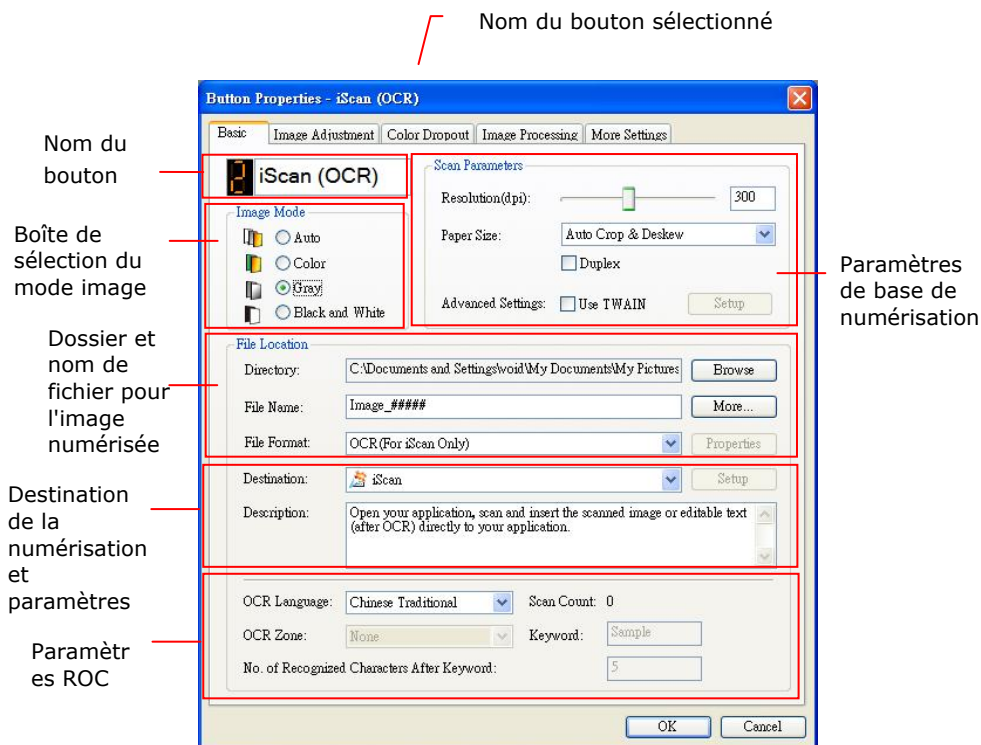 Nom du bouton sélectionné
Button Properties - iScan (OCR)
Basic Image Adjustment Color Dropout Image Processing More Settings
Nom du
bouton
2 iScan (OCR)
Scan Parameters
Resolution(dpi): 300
Paper Size: Auto Crop & Deskew
Duplex
Advanced Settings: Use TWAIN Setup
Boîte de
sélection du
mode image
Image Mode
Auto
Color
Gray
Black and White
Paramètres
de base de
numérisation
Dossier et
nom de
fichier pour
l'image
numérisée
File Location
Directory: C:\Documents and Settings\void\My Documents\My Pictures Browse
File Name: Image_##### More...
File Format: OCR(For iScan Only) Properties
Destination
de la
numérisation
et
paramètres
Destination: iScan Setup
Description: Open your application, scan and insert the scanned image or editable text
(after OCR) directly to your application.
Paramètr
es ROC
OCR Language: Chinese Traditional Scan Count: 0
OCR Zone: None Keyword: Sample
No. of Recognized Characters After Keyword: 5
OK Cancel